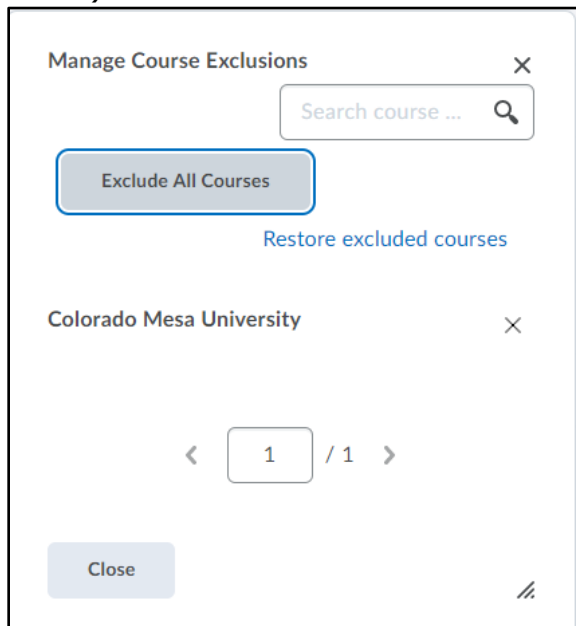 Manage Course Exclusions
Search course ...
Exclude All Courses
Restore excluded courses
Colorado Mesa University
1 / 1
Close